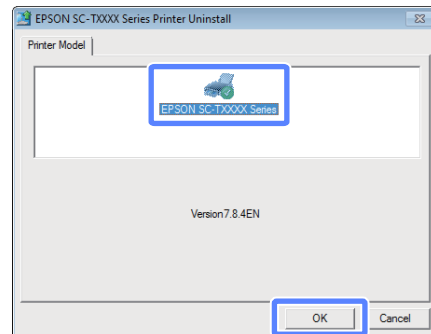 EPSON SC-TXXXX Series Printer Uninstall
Printer Model
EPSON SC-TXXXX Series
Version7.8.4EN
OK Cancel